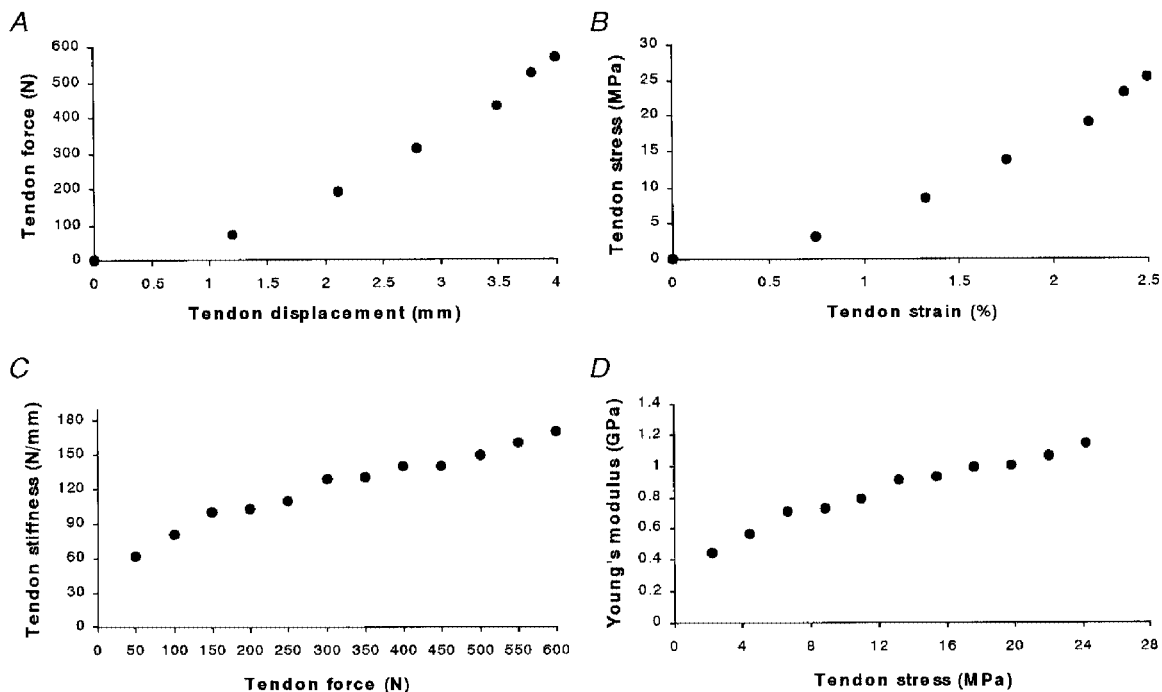 A
Tendon force (N)
600
500
400
300
200
100
0
0 0.5 1 1.5 2 2.5 3 3.5 4
Tendon displacement (mm)
B
Tendon stress (MPa)
30
25
20
15
10
5
0
0 0.5 1 1.5 2 2.5
Tendon strain (%)
C
Tendon stiffness (N/mm)
180
150
120
90
60
30
0
0 50 100 150 200 250 300 350 400 450 500 550 600
Tendon force (N)
D
Young's modulus (GPa)
1.4
1.2
1
0.8
0.6
0.4
0.2
0
0 4 8 12 16 20 24 28
Tendon stress (MPa)